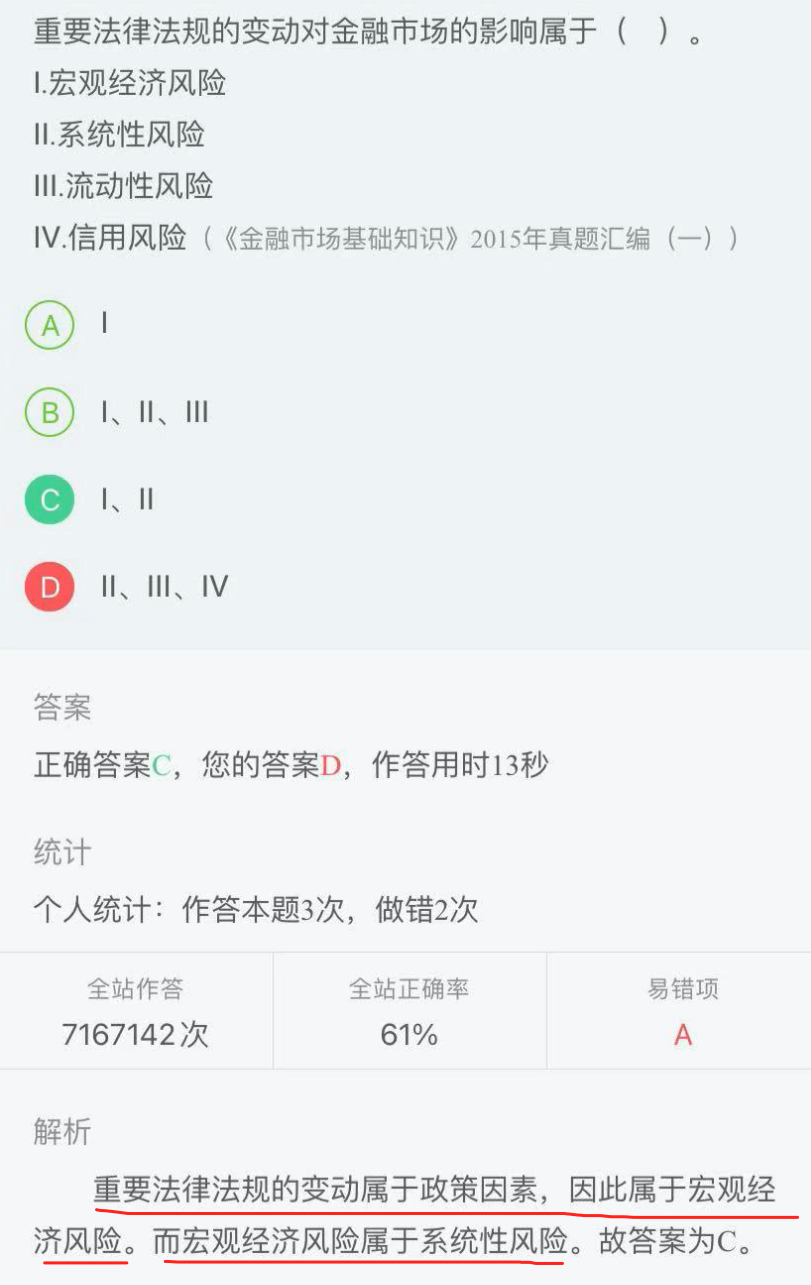 重要法律法规的变动对金融市场的影响属于（　）。
I.宏观经济风险
II.系统性风险
III.流动性风险
IV.信用风险（《金融市场基础知识》2015年真题汇编（一））
A I
B I、II、III
C I、II
D II、III、IV
答案
正确答案C，您的答案D，作答用时13秒
统计
个人统计：作答本题3次，做错2次
全站作答 全站正确率 易错项
7167142次 61% A
解析
重要法律法规的变动属于政策因素，因此属于宏观经
济风险。而宏观经济风险属于系统性风险。故答案为C。